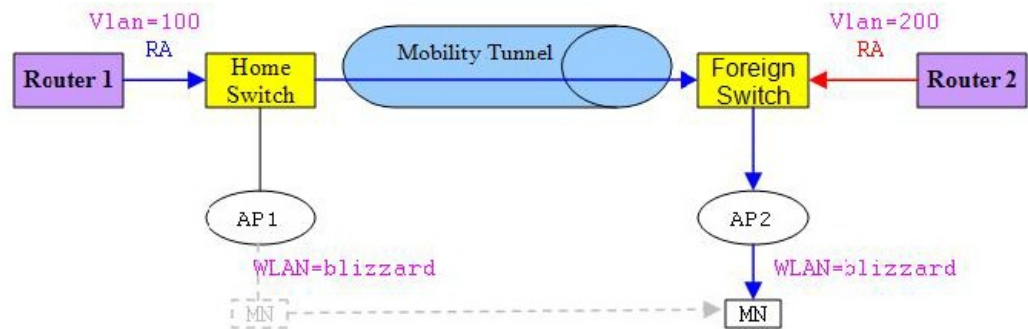 Vlan=100
Vlan=200
RA
RA
Router 1
Home
Switch
Mobility Tunnel
Foreign
Switch
Router 2
AP1
AP2
WLAN=blizzard
WLAN=blizzard
MN
MN